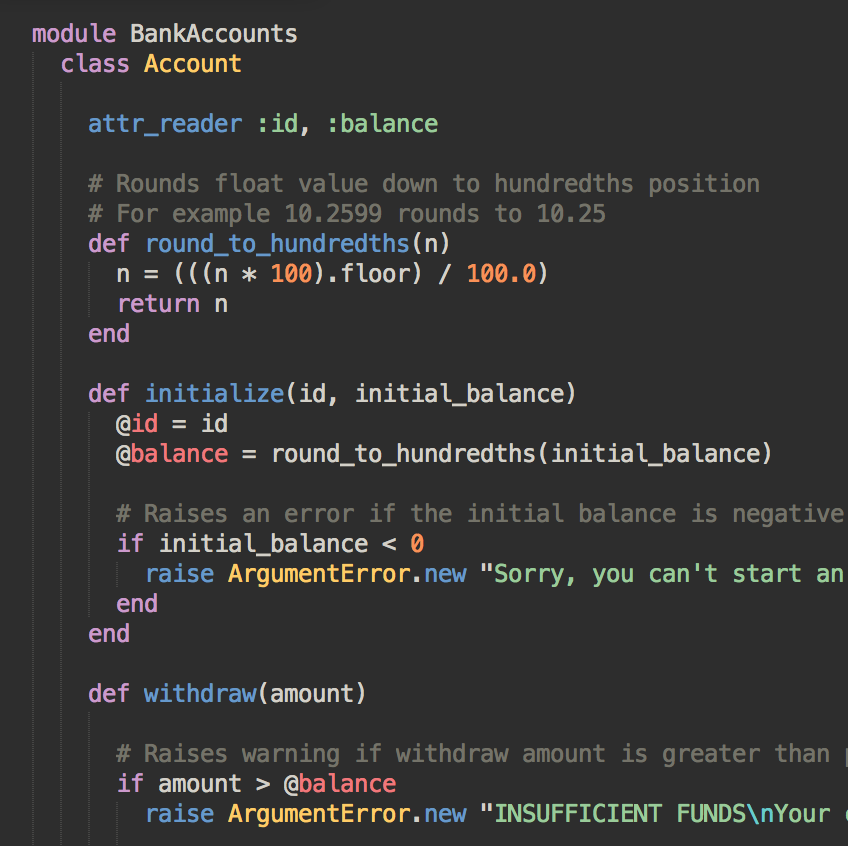 module BankAccounts
  class Account

    attr_reader :id, :balance

    # Rounds float value down to hundredths position
    # For example 10.2599 rounds to 10.25
    def round_to_hundredths(n)
      n = (((n * 100).floor) / 100.0)
      return n
    end

    def initialize(id, initial_balance)
      @id = id
      @balance = round_to_hundredths(initial_balance)

      # Raises an error if the initial balance is negative
      if initial_balance < 0
        raise ArgumentError.new "Sorry, you can't start an
      end
    end

    def withdraw(amount)

      # Raises warning if withdraw amount is greater than
      if amount > @balance
        raise ArgumentError.new "INSUFFICIENT FUNDS\nYour